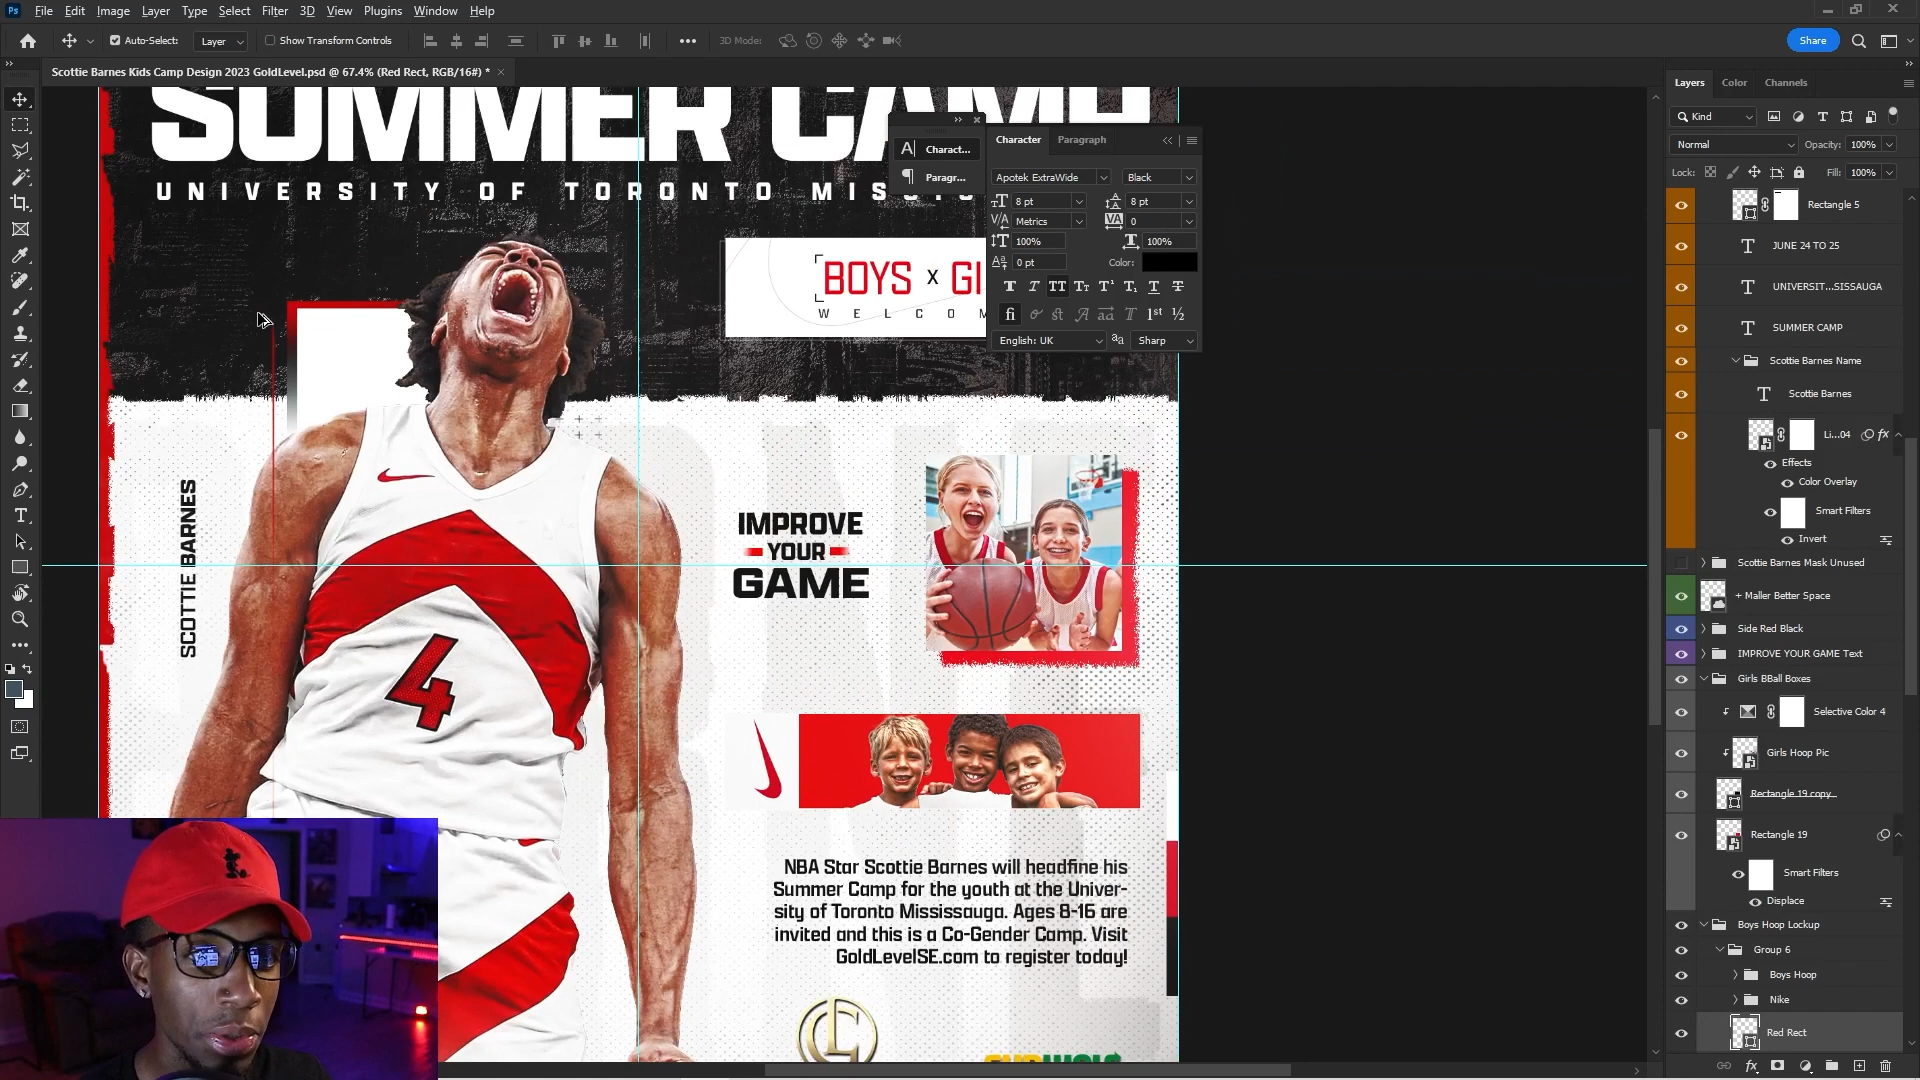 Ps File Edit Image Layer Type Select Filter 3D View Plugins Window Help
Auto-Select: Layer Show Transform Controls 3D Mode: Share
Scottie Barnes Kids Camp Design 2023 GoldLevel.psd @ 67.4% (Red Rect, RGB/16#) *
SUMMER CAMP
UNIVERSITY OF TORONTO
BOYS x
W E L C O M
SCOTTIE BARNES
4
IMPROVE
YOUR
GAME
NBA Star Scottie Barnes will headfine his
Summer Camp for the youth at the Univer-
sity of Toronto Mississauga. Ages 8-16 are
invited and this is a Co-Gender Camp. Visit
GoldLevelSE.com to register today!
Charact...
Paragr...
Character Paragraph
Apotek ExtraWide Black
8 pt 8 pt
Metrics 0
100% 100%
0 pt Color:
English: UK Sharp
Layers Color Channels
Kind
Normal Opacity: 100%
Lock: Fill: 100%
Rectangle 5
JUNE 24 TO 25
UNIVERSIT...SISSAUGA
SUMMER CAMP
Scottie Barnes Name
Scottie Barnes
Li...04 fx
Effects
Color Overlay
Smart Filters
Invert
Scottie Barnes Mask Unused
+ Maller Better Space
Side Red Black
IMPROVE YOUR GAME Text
Girls BBall Boxes
Selective Color 4
Girls Hoop Pic
Rectangle 19 copy
Rectangle 19
Smart Filters
Displace
Boys Hoop Lockup
Group 6
Boys Hoop
Nike
Red Rect